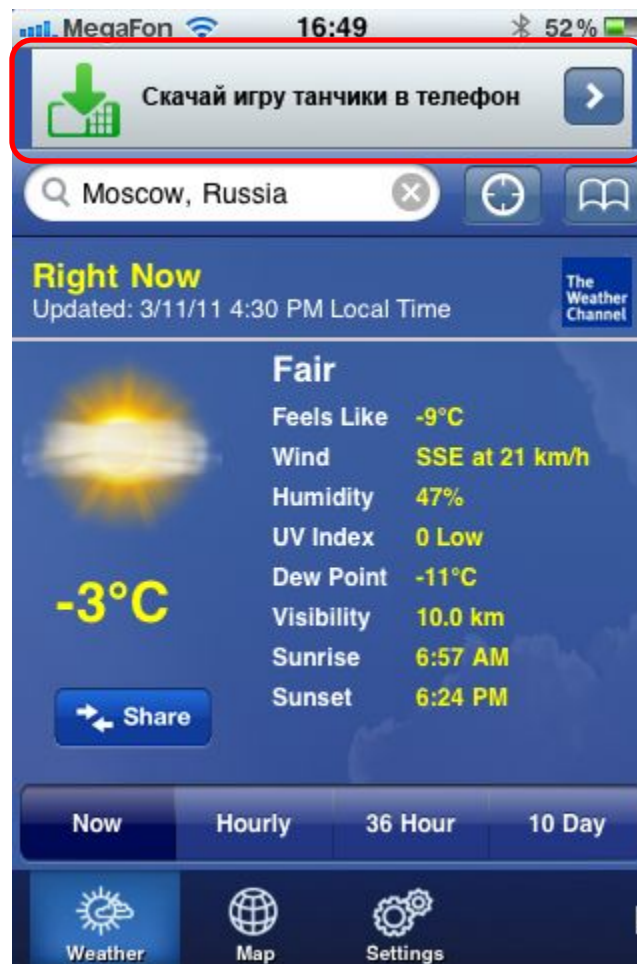 MegaFon 16:49 52%
Скачай игру танчики в телефон
Moscow, Russia
Right Now
Updated: 3/11/11 4:30 PM Local Time
The
Weather
Channel
Fair
Feels Like -9°C
Wind SSE at 21 km/h
Humidity 47%
UV Index 0 Low
Dew Point -11°C
Visibility 10.0 km
Sunrise 6:57 AM
Sunset 6:24 PM
-3°C
Share
Now Hourly 36 Hour 10 Day
Weather Map Settings